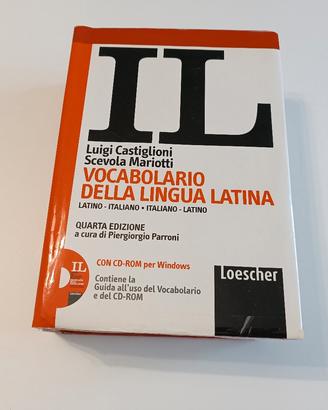 IL
Luigi Castiglioni
Scevola Mariotti
VOCABOLARIO
DELLA LINGUA LATINA
LATINO - ITALIANO • ITALIANO - LATINO
QUARTA EDIZIONE
a cura di Piergiorgio Parroni
CON CD-ROM per Windows
IL
Contiene la
Guida all'uso del Vocabolario
e del CD-ROM
Loescher